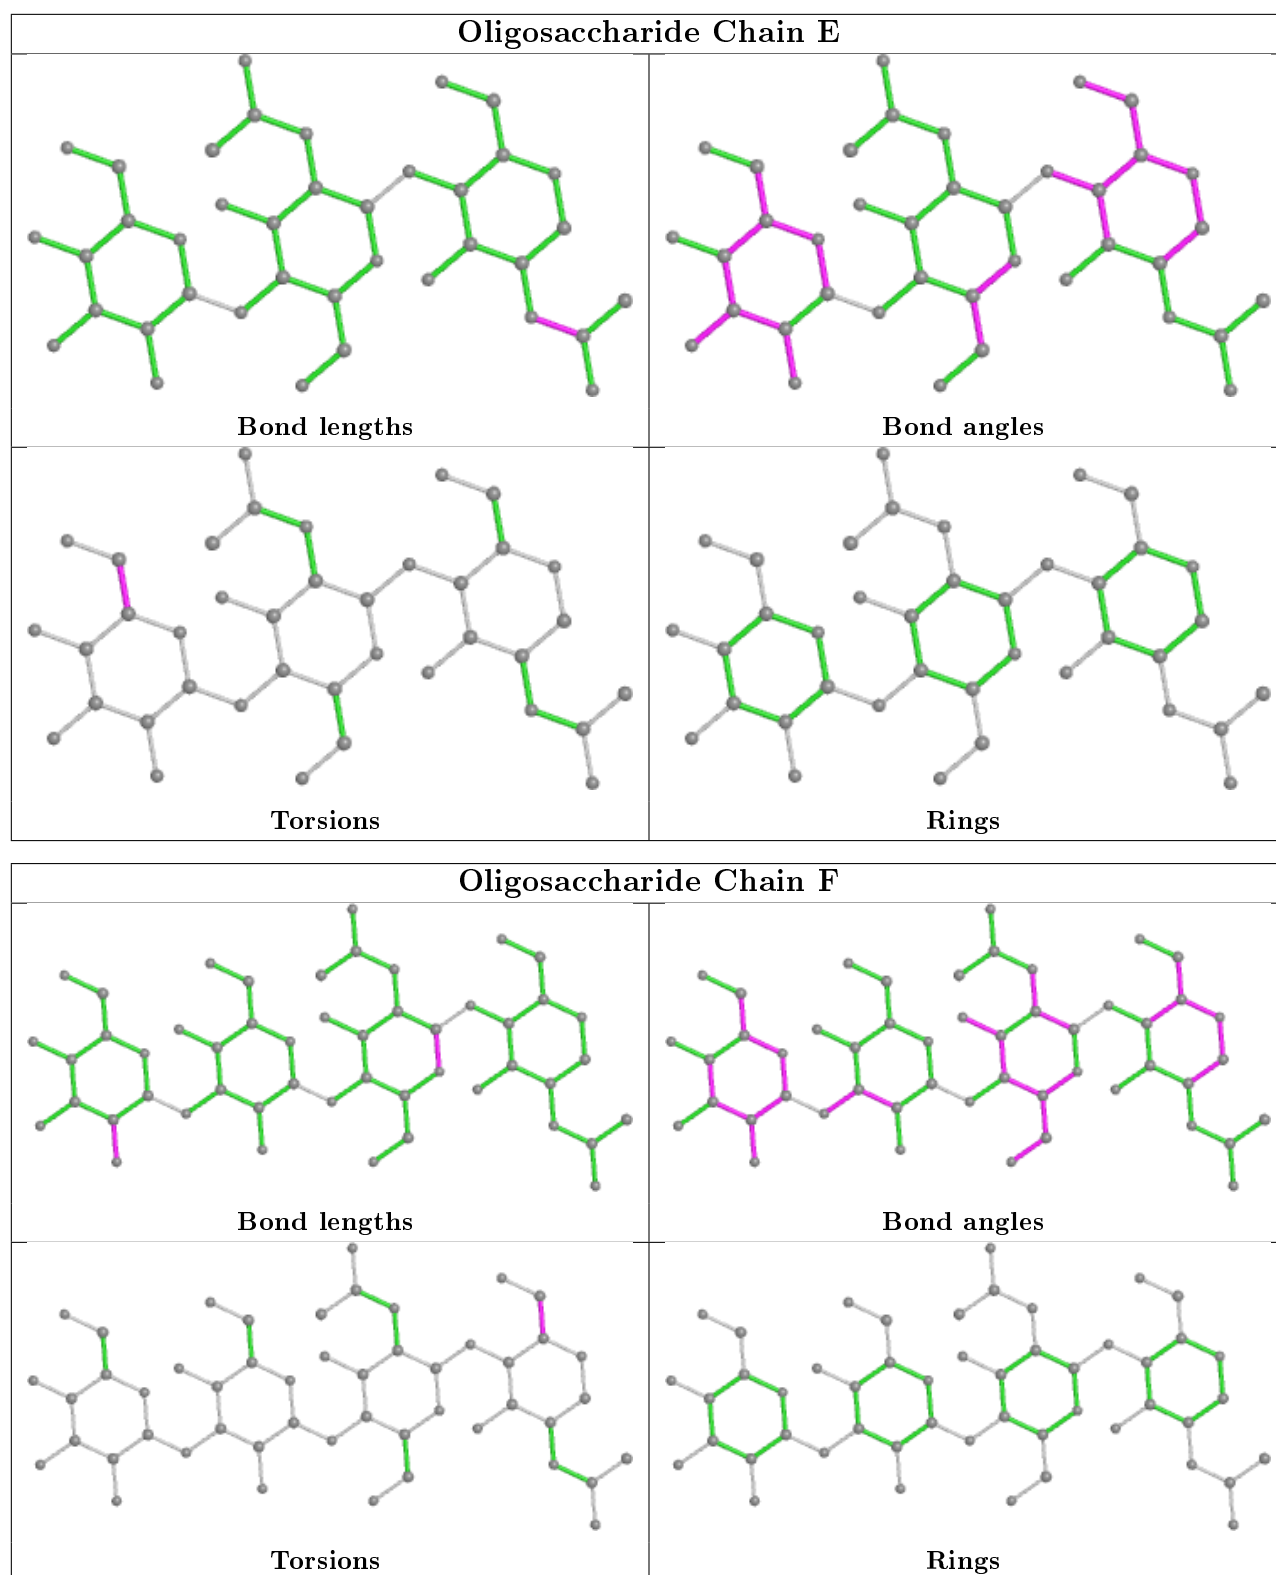 Oligosaccharide Chain E
Bond lengths
Bond angles
Torsions
Rings
Oligosaccharide Chain F
Bond lengths
Bond angles
Torsions
Rings